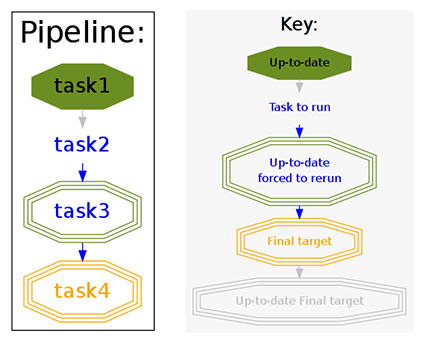 Pipeline:
task1
task2
task3
task4
Key:
Up-to-date
Task to run
Up-to-date
forced to rerun
Final target
Up-to-date Final target